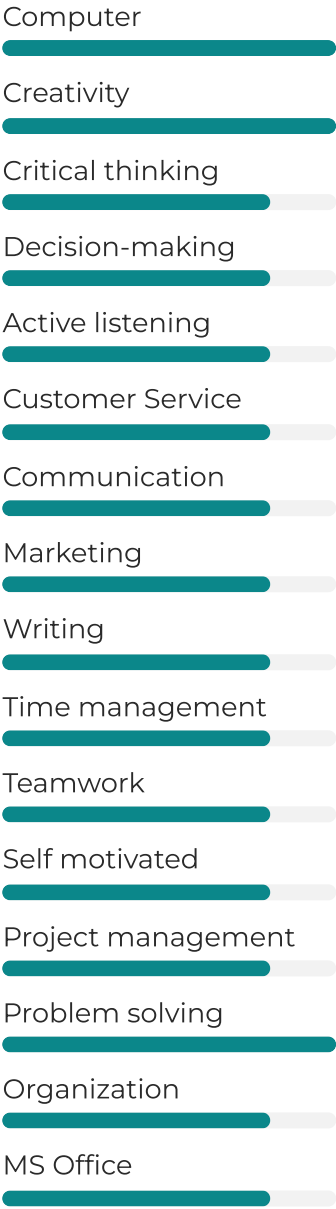 Computer
Creativity
Critical thinking
Decision-making
Active listening
Customer Service
Communication
Marketing
Writing
Time management
Teamwork
Self motivated
Project management
Problem solving
Organization
MS Office